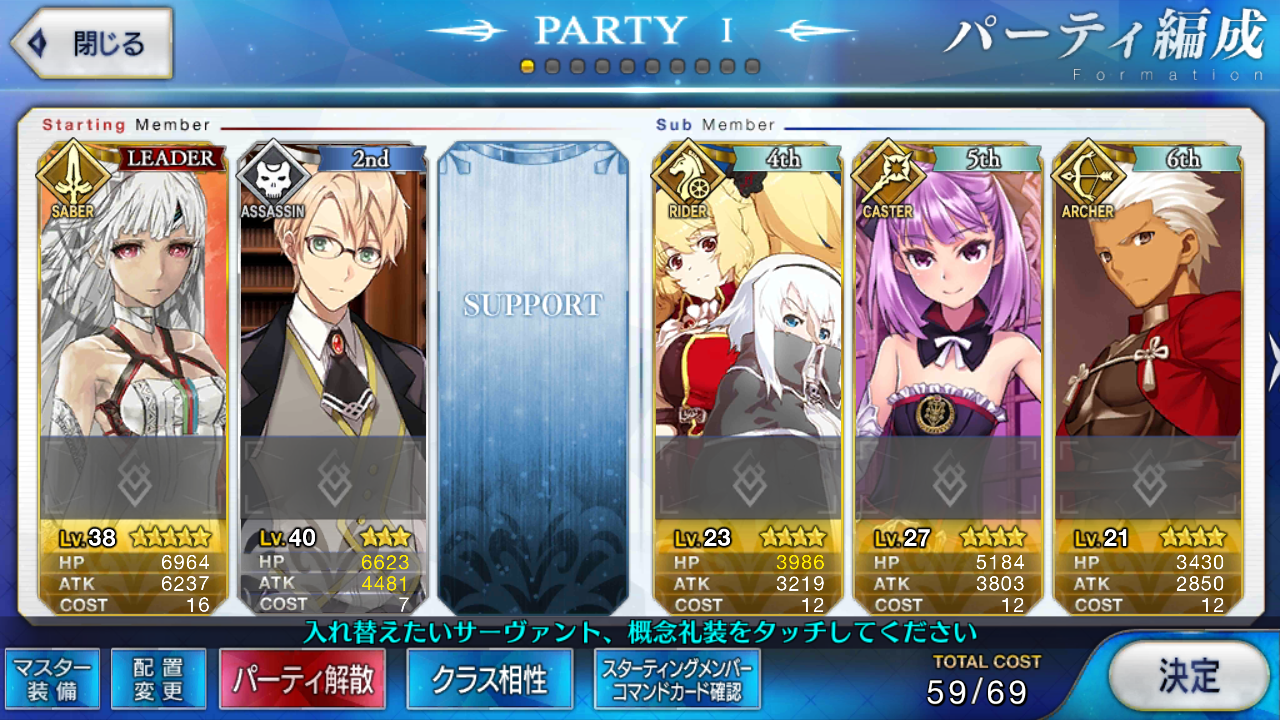 閉じる
PARTY I
パーティ編成
Formation
Starting Member
Sub Member
LEADER
SABER
2nd
ASSASSIN
SUPPORT
4th
RIDER
5th
CASTER
6th
ARCHER
Lv.38
HP 6964
ATK 6237
COST 16
Lv.40
HP 6623
ATK 4481
COST 7
Lv.23
HP 3986
ATK 3219
COST 12
Lv.27
HP 5184
ATK 3803
COST 12
Lv.21
HP 3430
ATK 2850
COST 12
入れ替えたいサーヴァント、概念礼装をタッチしてください
マスター
装備
配置
変更
パーティ解散
クラス相性
スターティングメンバー
コマンドカード確認
TOTAL COST
59/69
決定